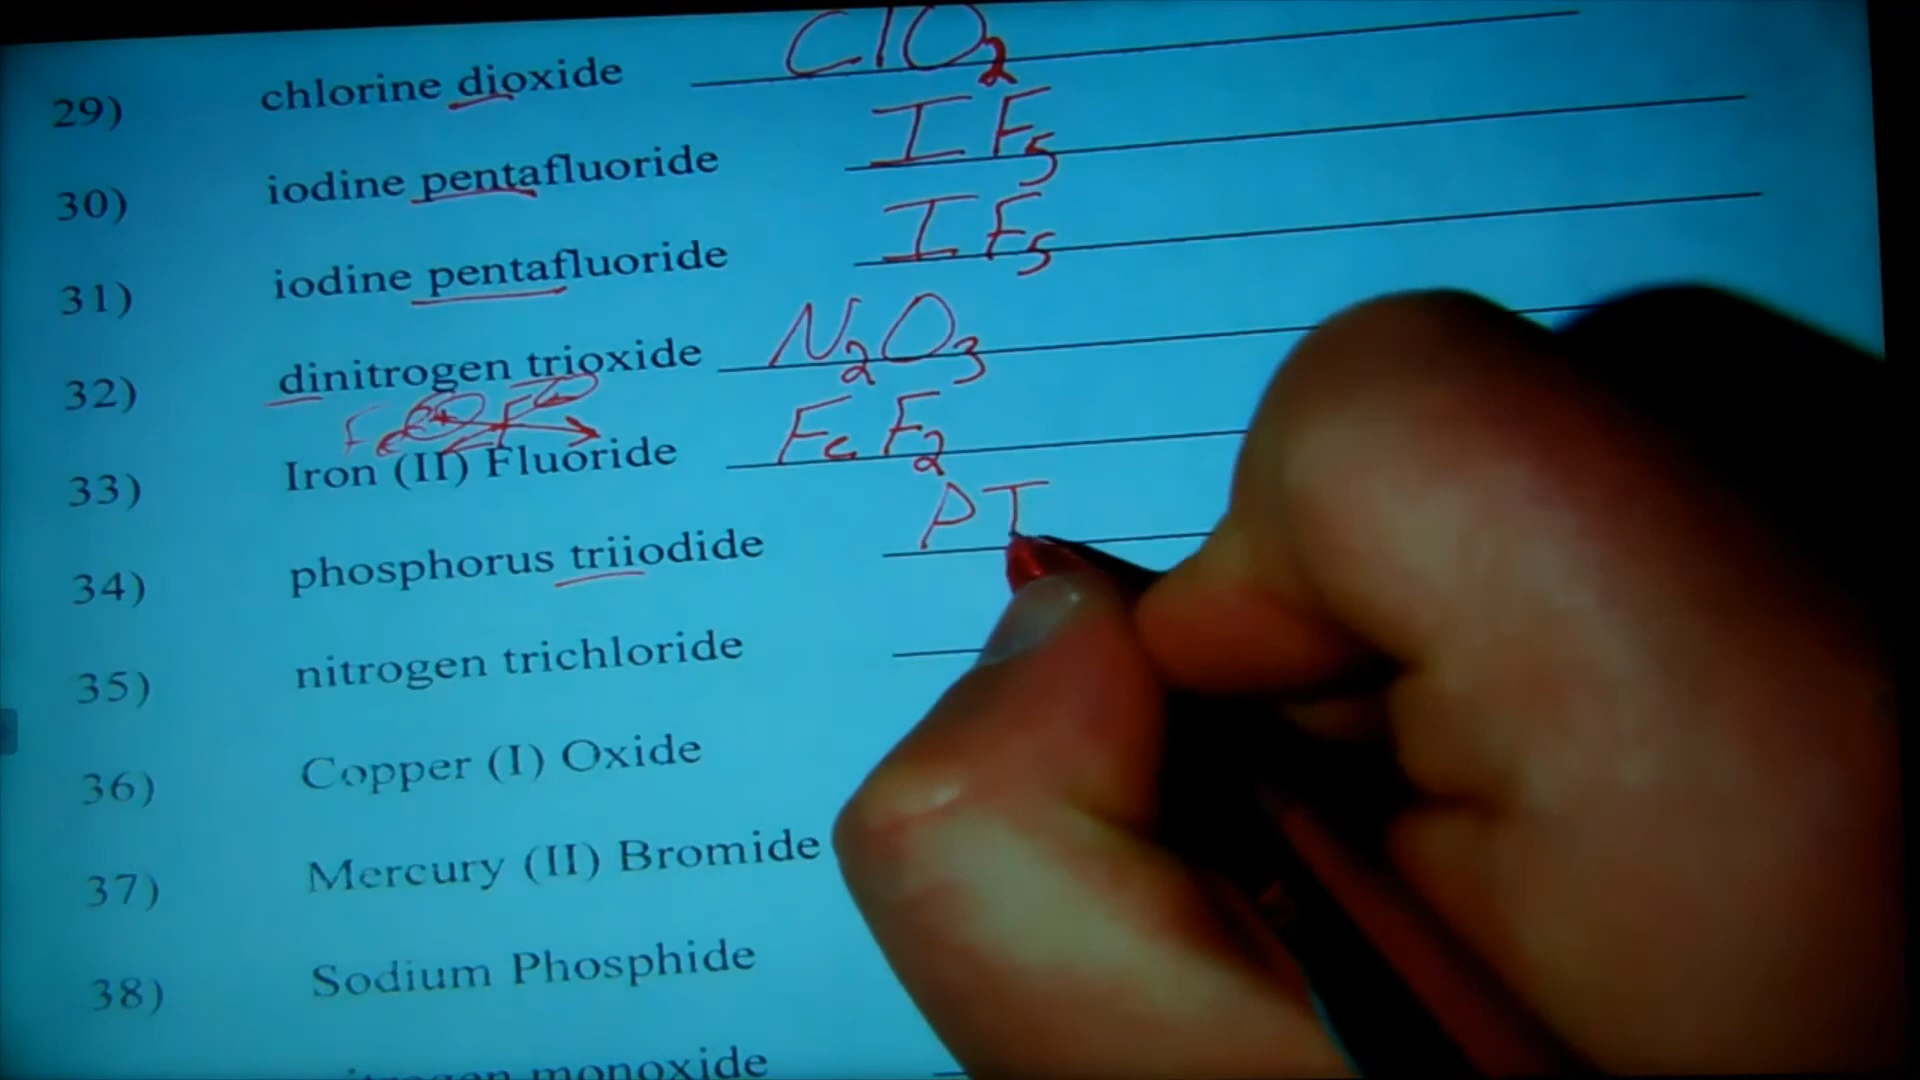 29) chlorine dioxide ClO2
30) iodine pentafluoride IF5
31) iodine pentafluoride IF5
32) dinitrogen trioxide N2O3
Fe2+ F
33) Iron (II) Fluoride FeF2
34) phosphorus triiodide PI
35) nitrogen trichloride
36) Copper (I) Oxide
37) Mercury (II) Bromide
38) Sodium Phosphide
monoxide